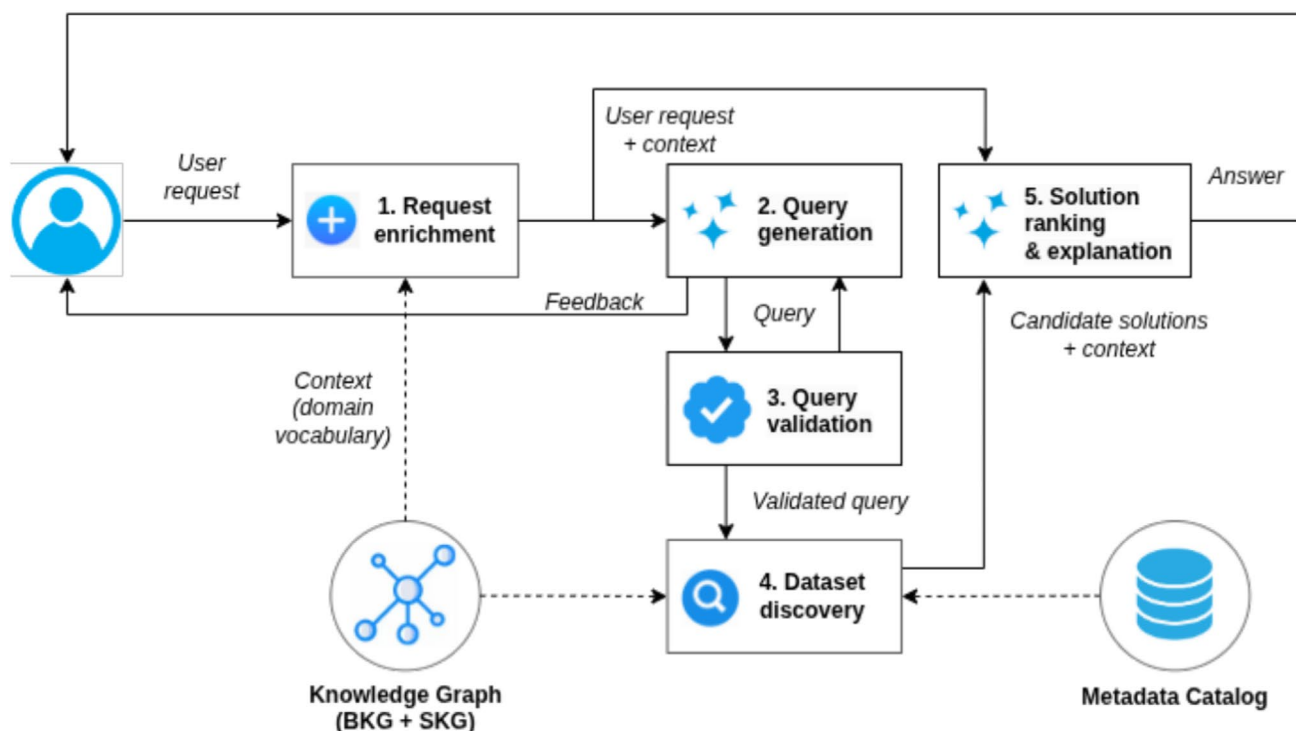 User
request
1. Request
enrichment
User request
+ context
2. Query
generation
5. Solution
ranking
& explanation
Answer
Feedback
Query
Candidate solutions
+ context
Context
(domain
vocabulary)
3. Query
validation
Validated query
4. Dataset
discovery
Knowledge Graph
(BKG + SKG)
Metadata Catalog